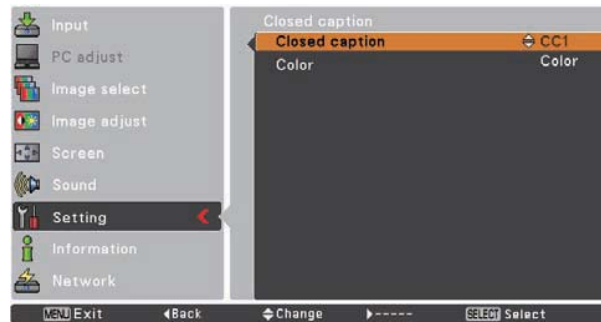 Input
PC adjust
Image select
Image adjust
Screen
Sound
Setting
Information
Network
Closed caption
Closed caption CC1
Color Color
MENU Exit Back Change ----- SELECT Select